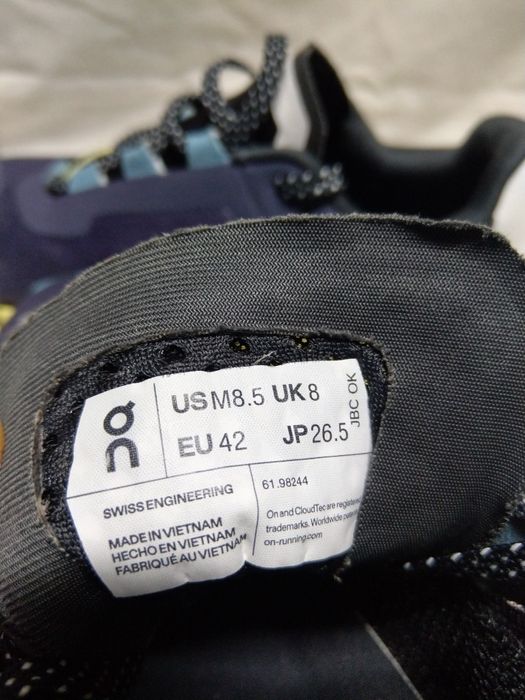 on
US M8.5 UK 8
EU 42 JP 26.5
JBC OK
SWISS ENGINEERING
MADE IN VIETNAM
HECHO EN VIETNAM
FABRIQUÉ AU VIETNAM
61.98244
On and CloudTec are registered
trademarks. Worldwide
on-running.com